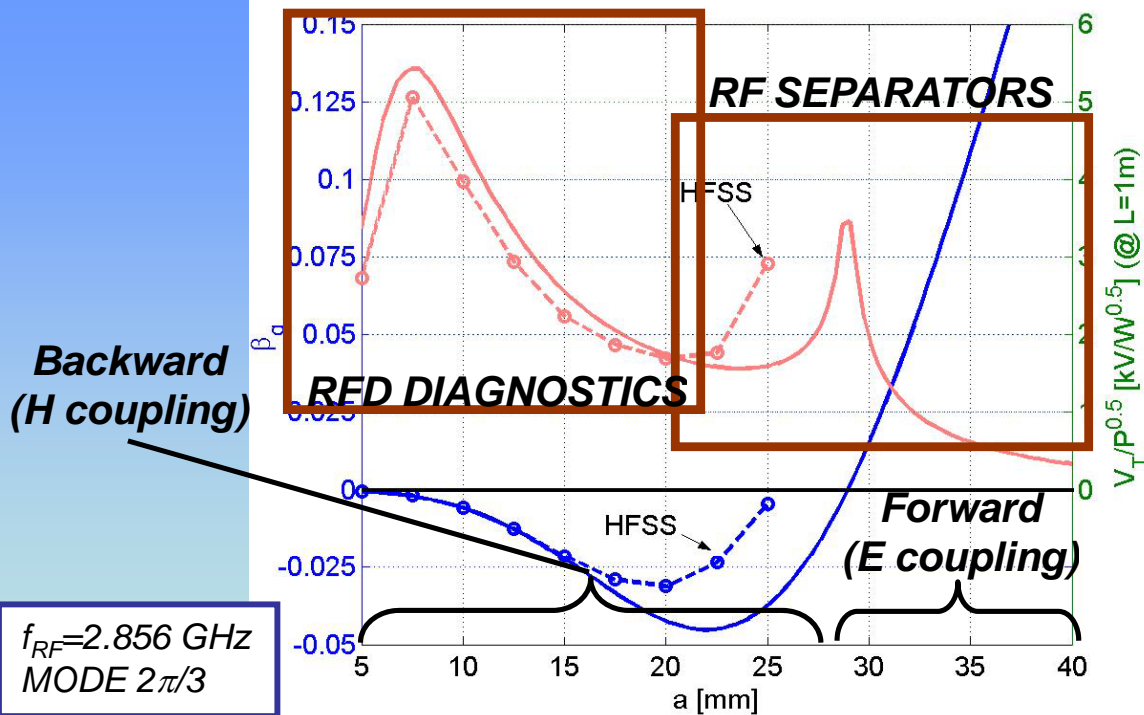 0.15
0.125
0.1
0.075
0.05
0.025
0
-0.025
-0.05
β_a
6
5
4
3
2
1
0
V_T/P^0.5 [kV/W^0.5] (@ L=1m)
RF SEPARATORS
HFSS
RFD DIAGNOSTICS
Backward
(H coupling)
HFSS
Forward
(E coupling)
5 10 15 20 25 30 35 40
a [mm]
f_RF=2.856 GHz
MODE 2π/3